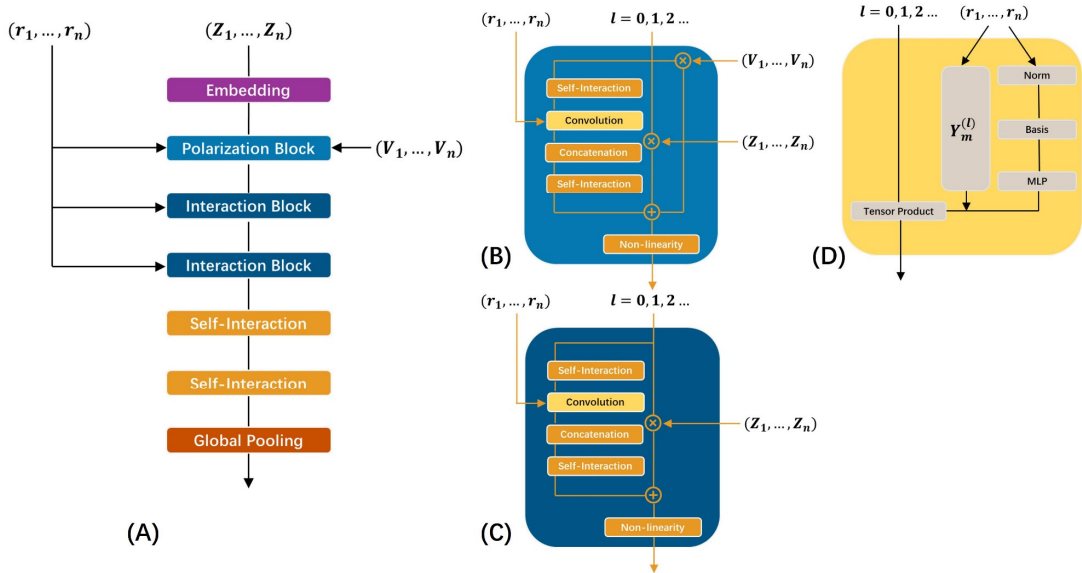 (r₁, ..., rₙ)
(Z₁, ..., Zₙ)
Embedding
Polarization Block
(V₁, ..., Vₙ)
Interaction Block
Interaction Block
Self-Interaction
Self-Interaction
Global Pooling
(A)
(r₁, ..., rₙ)
l = 0, 1, 2 ...
(V₁, ..., Vₙ)
Self-Interaction
Convolution
(Z₁, ..., Zₙ)
Concatenation
Self-Interaction
Non-linearity
(B)
(r₁, ..., rₙ)
l = 0, 1, 2 ...
Self-Interaction
Convolution
(Z₁, ..., Zₙ)
Concatenation
Self-Interaction
Non-linearity
(C)
l = 0, 1, 2 ...
(r₁, ..., rₙ)
Norm
Yₘ⁽ˡ⁾
Basis
MLP
Tensor Product
(D)